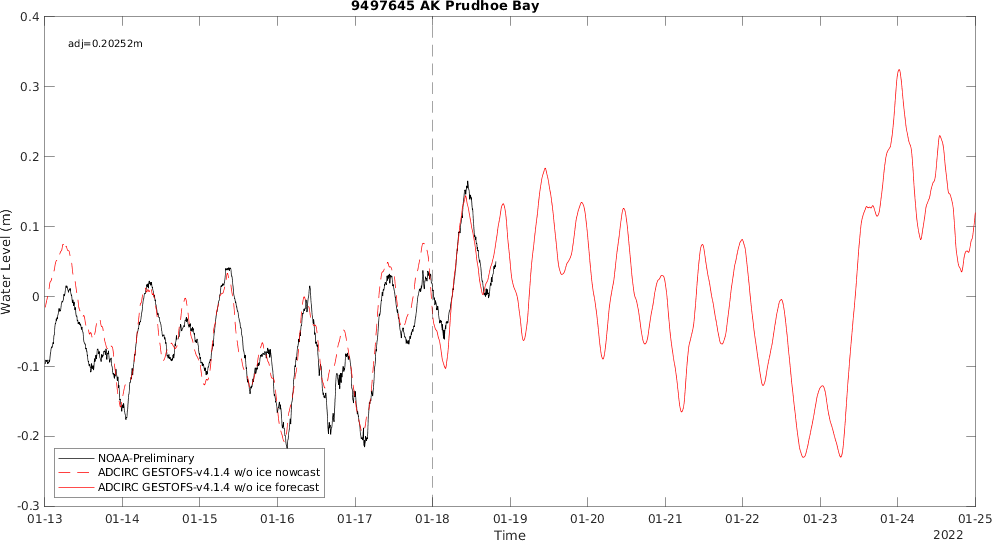 9497645 AK Prudhoe Bay
adj=0.20252m
0.4
0.3
0.2
0.1
0
-0.1
-0.2
-0.3
Water Level (m)
NOAA-Preliminary
ADCIRC GESTOFS-v4.1.4 w/o ice nowcast
ADCIRC GESTOFS-v4.1.4 w/o ice forecast
01-13 01-14 01-15 01-16 01-17 01-18 01-19 01-20 01-21 01-22 01-23 01-24 01-25
Time
2022